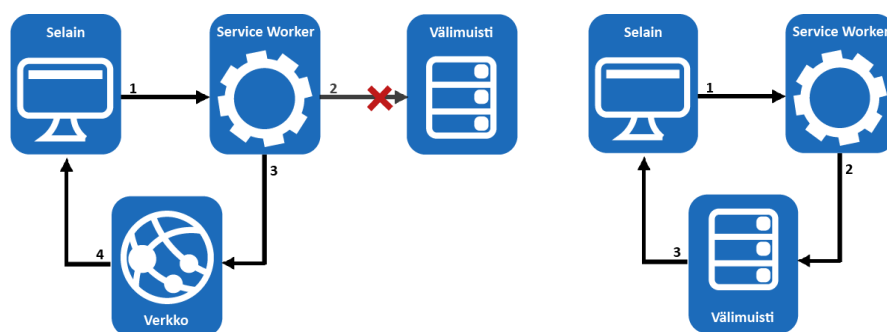 Selain
Service Worker
Välimuisti
1
2
3
4
Verkko
Selain
Service Worker
1
2
3
Välimuisti